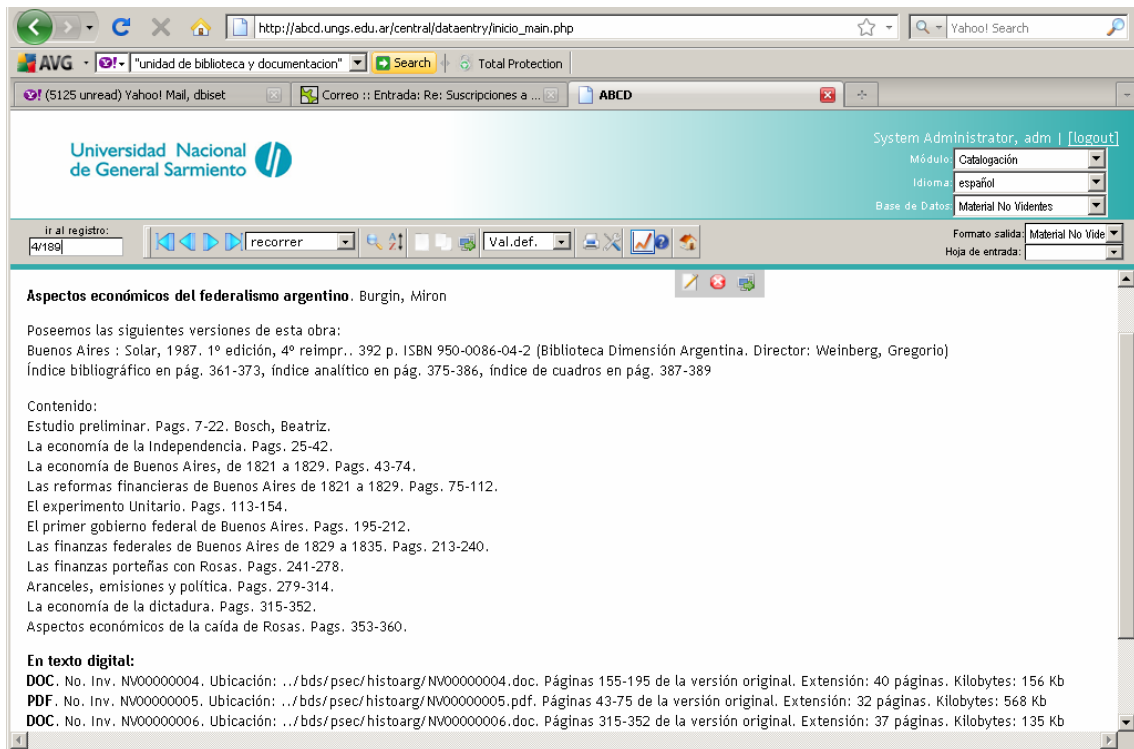 http://abcd.ungs.edu.ar/central/dataentry/inicio_main.php
Yahoo! Search
AVG "unidad de biblioteca y documentacion" Search Total Protection
(5125 unread) Yahoo! Mail, dbiset
Correo :: Entrada: Re: Suscripciones a ...
ABCD
Universidad Nacional
de General Sarmiento
System Administrator, adm | [logout]
Módulo: Catalogación
Idioma: español
Base de Datos: Material No Videntes
ir al registro:
4/189
recorrer
Val.def.
Formato salida: Material No Vide
Hoja de entrada:
Aspectos económicos del federalismo argentino. Burgin, Miron
Poseemos las siguientes versiones de esta obra:
Buenos Aires : Solar, 1987. 1º edición, 4º reimpr.. 392 p. ISBN 950-0086-04-2 (Biblioteca Dimensión Argentina. Director: Weinberg, Gregorio)
Índice bibliográfico en pág. 361-373, índice analítico en pág. 375-386, índice de cuadros en pág. 387-389
Contenido:
Estudio preliminar. Pags. 7-22. Bosch, Beatriz.
La economía de la Independencia. Pags. 25-42.
La economía de Buenos Aires, de 1821 a 1829. Pags. 43-74.
Las reformas financieras de Buenos Aires de 1821 a 1829. Pags. 75-112.
El experimento Unitario. Pags. 113-154.
El primer gobierno federal de Buenos Aires. Pags. 195-212.
Las finanzas federales de Buenos Aires de 1829 a 1835. Pags. 213-240.
Las finanzas porteñas con Rosas. Pags. 241-278.
Aranceles, emisiones y política. Pags. 279-314.
La economía de la dictadura. Pags. 315-352.
Aspectos económicos de la caída de Rosas. Pags. 353-360.
En texto digital:
DOC. No. Inv. NV00000004. Ubicación: ../bds/psec/histoarg/NV00000004.doc. Páginas 155-195 de la versión original. Extensión: 40 páginas. Kilobytes: 156 Kb
PDF. No. Inv. NV00000005. Ubicación: ../bds/psec/histoarg/NV00000005.pdf. Páginas 43-75 de la versión original. Extensión: 32 páginas. Kilobytes: 568 Kb
DOC. No. Inv. NV00000006. Ubicación: ../bds/psec/histoarg/NV00000006.doc. Páginas 315-352 de la versión original. Extensión: 37 páginas. Kilobytes: 135 Kb